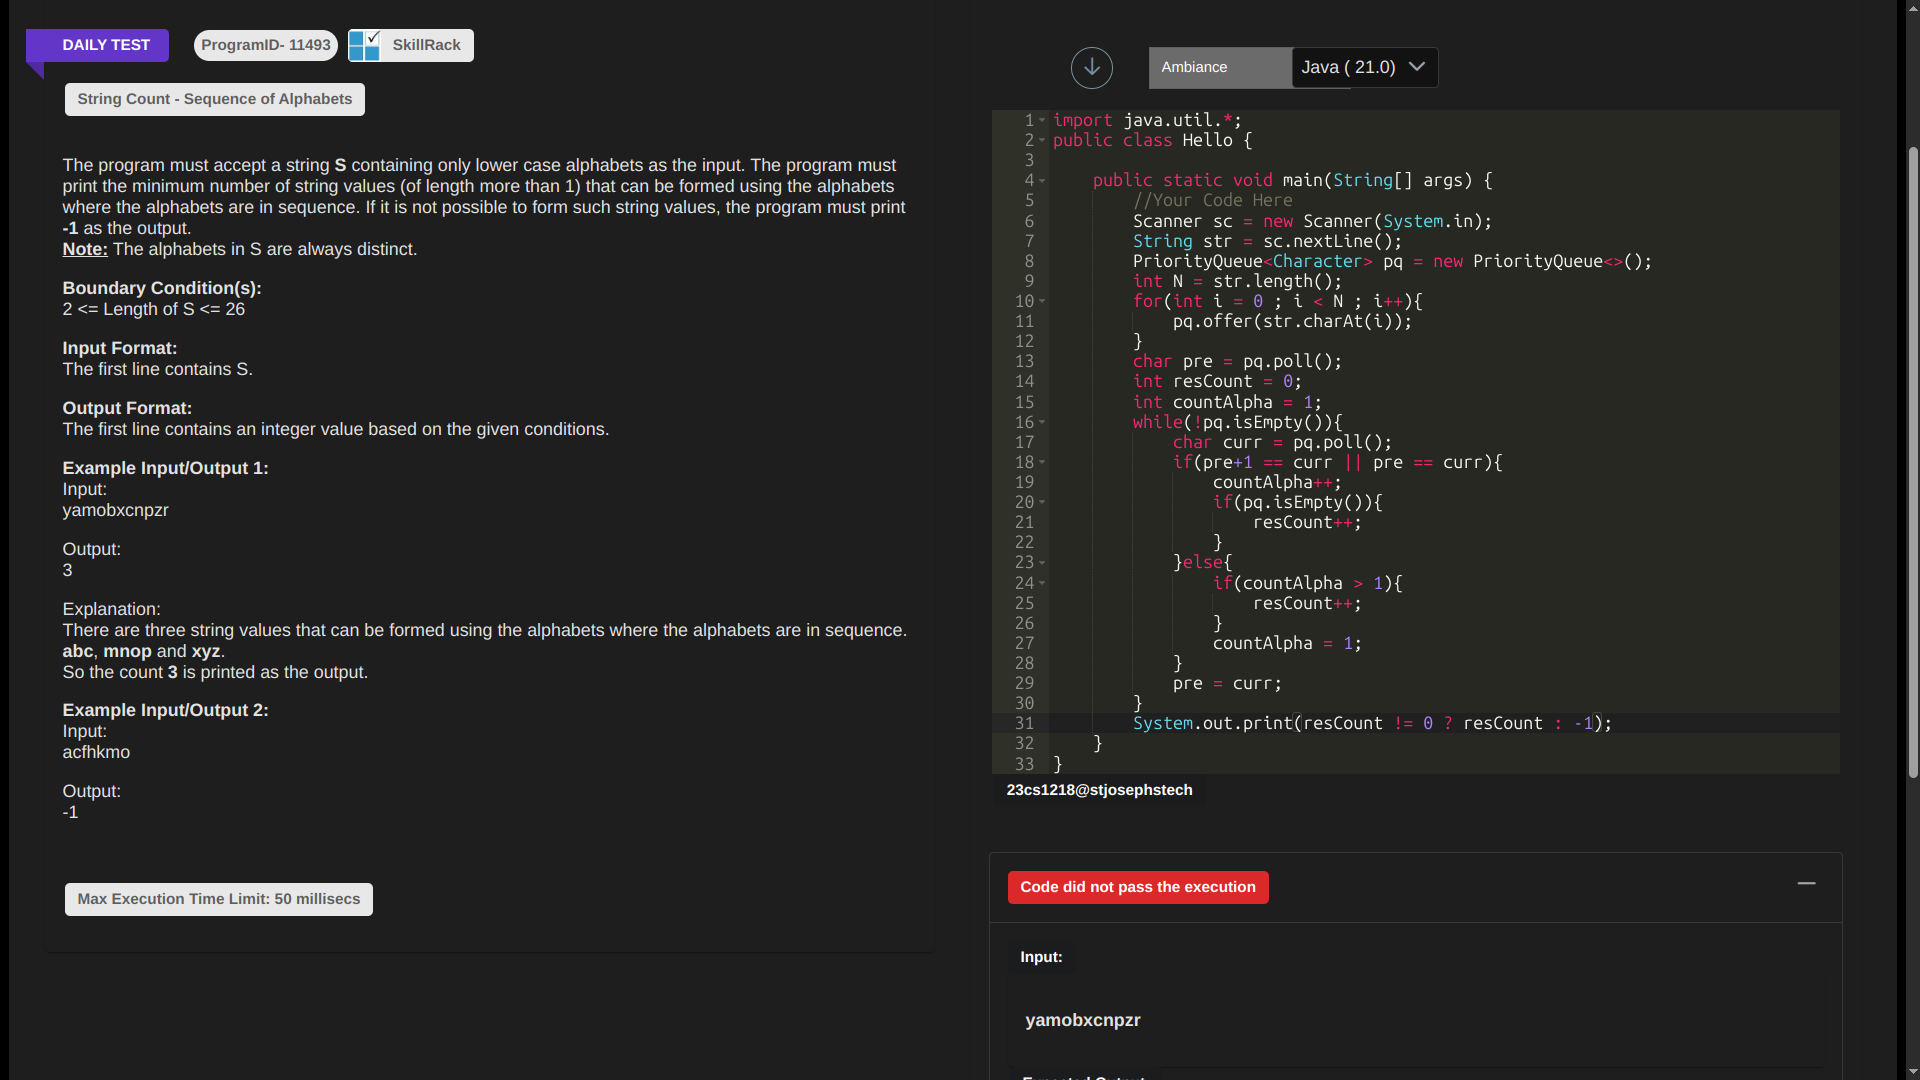 DAILY TEST
ProgramID- 11493
SkillRack
String Count - Sequence of Alphabets
The program must accept a string S containing only lower case alphabets as the input. The program must
print the minimum number of string values (of length more than 1) that can be formed using the alphabets
where the alphabets are in sequence. If it is not possible to form such string values, the program must print
-1 as the output.
Note: The alphabets in S are always distinct.
Boundary Condition(s):
2 <= Length of S <= 26
Input Format:
The first line contains S.
Output Format:
The first line contains an integer value based on the given conditions.
Example Input/Output 1:
Input:
yamobxcnpzr
Output:
3
Explanation:
There are three string values that can be formed using the alphabets where the alphabets are in sequence.
abc, mnop and xyz.
So the count 3 is printed as the output.
Example Input/Output 2:
Input:
acfhkmo
Output:
-1
Max Execution Time Limit: 50 millisecs
Ambiance
Java ( 21.0)
1 import java.util.*;
2 public class Hello {
3
4     public static void main(String[] args) {
5         //Your Code Here
6         Scanner sc = new Scanner(System.in);
7         String str = sc.nextLine();
8         PriorityQueue<Character> pq = new PriorityQueue<>();
9         int N = str.length();
10         for(int i = 0 ; i < N ; i++){
11             pq.offer(str.charAt(i));
12         }
13         char pre = pq.poll();
14         int resCount = 0;
15         int countAlpha = 1;
16         while(!pq.isEmpty()){
17             char curr = pq.poll();
18             if(pre+1 == curr || pre == curr){
19                 countAlpha++;
20                 if(pq.isEmpty()){
21                     resCount++;
22                 }
23             }else{
24                 if(countAlpha > 1){
25                     resCount++;
26                 }
27                 countAlpha = 1;
28             }
29             pre = curr;
30         }
31         System.out.print(resCount != 0 ? resCount : -1);
32     }
33 }
23cs1218@stjosephstech
Code did not pass the execution
Input:
yamobxcnpzr